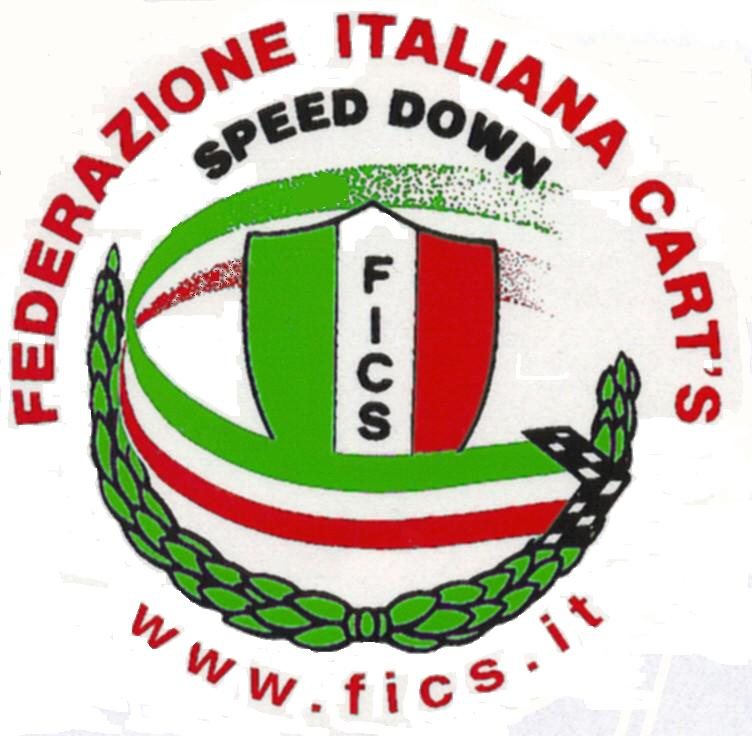 FEDERAZIONE ITALIANA CART'S
SPEED DOWN
FICS
www.fics.it